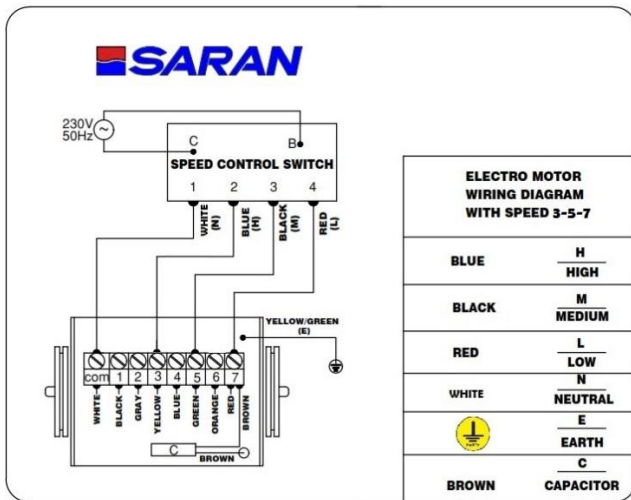 SARAN
230V
50Hz
C
B
SPEED CONTROL SWITCH
1 2 3 4
WHITE
(N)
BLUE
(H)
BLACK
(M)
RED
(L)
YELLOW/GREEN
(E)
com 1 2 3 4 5 6 7
WHITE
BLACK
GRAY
YELLOW
BLUE
GREEN
ORANGE
RED
BROWN
C
BROWN
ELECTRO MOTOR
WIRING DIAGRAM
WITH SPEED 3-5-7
BLUE
H
HIGH
BLACK
M
MEDIUM
RED
L
LOW
WHITE
N
NEUTRAL
E
EARTH
BROWN
C
CAPACITOR